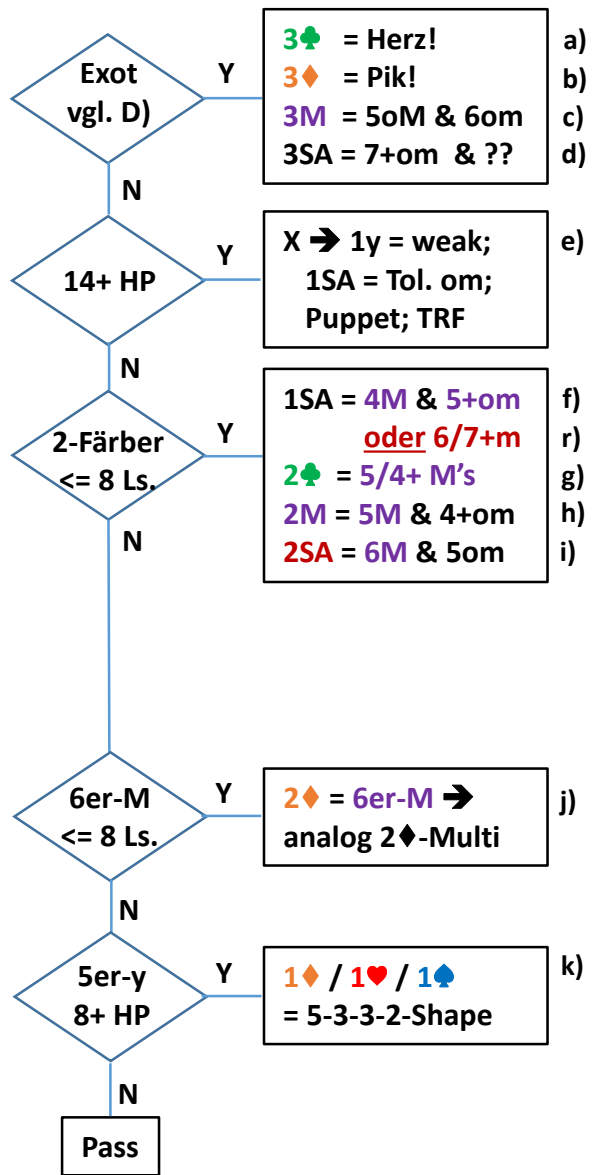 Exot
vgl. D)
Y
3♣ = Herz! a)
3♦ = Pik! b)
3M = 5oM & 6om c)
3SA = 7+om & ?? d)
N
14+ HP
Y
X ➔ 1y = weak; e)
1SA = Tol. om;
Puppet; TRF
N
2-Färber
<= 8 Ls.
Y
1SA = 4M & 5+om f)
oder 6/7+m r)
2♣ = 5/4+ M’s g)
2M = 5M & 4+om h)
2SA = 6M & 5om i)
N
6er-M
<= 8 Ls.
Y
2♦ = 6er-M ➔ j)
analog 2♦-Multi
N
5er-y
8+ HP
Y
1♦ / 1♥ / 1♠ k)
= 5-3-3-2-Shape
N
Pass